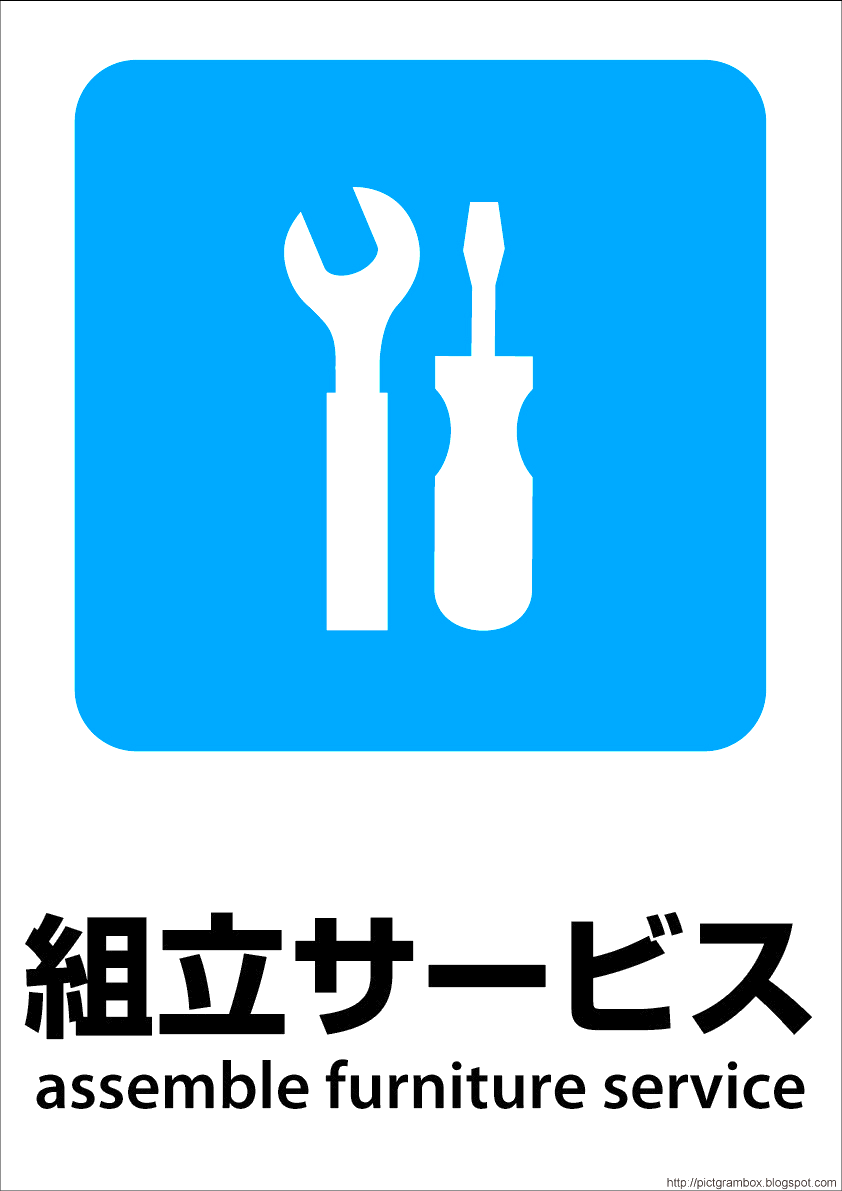 組立サービス
assemble furniture service
http://pictgrambox.blogspot.com